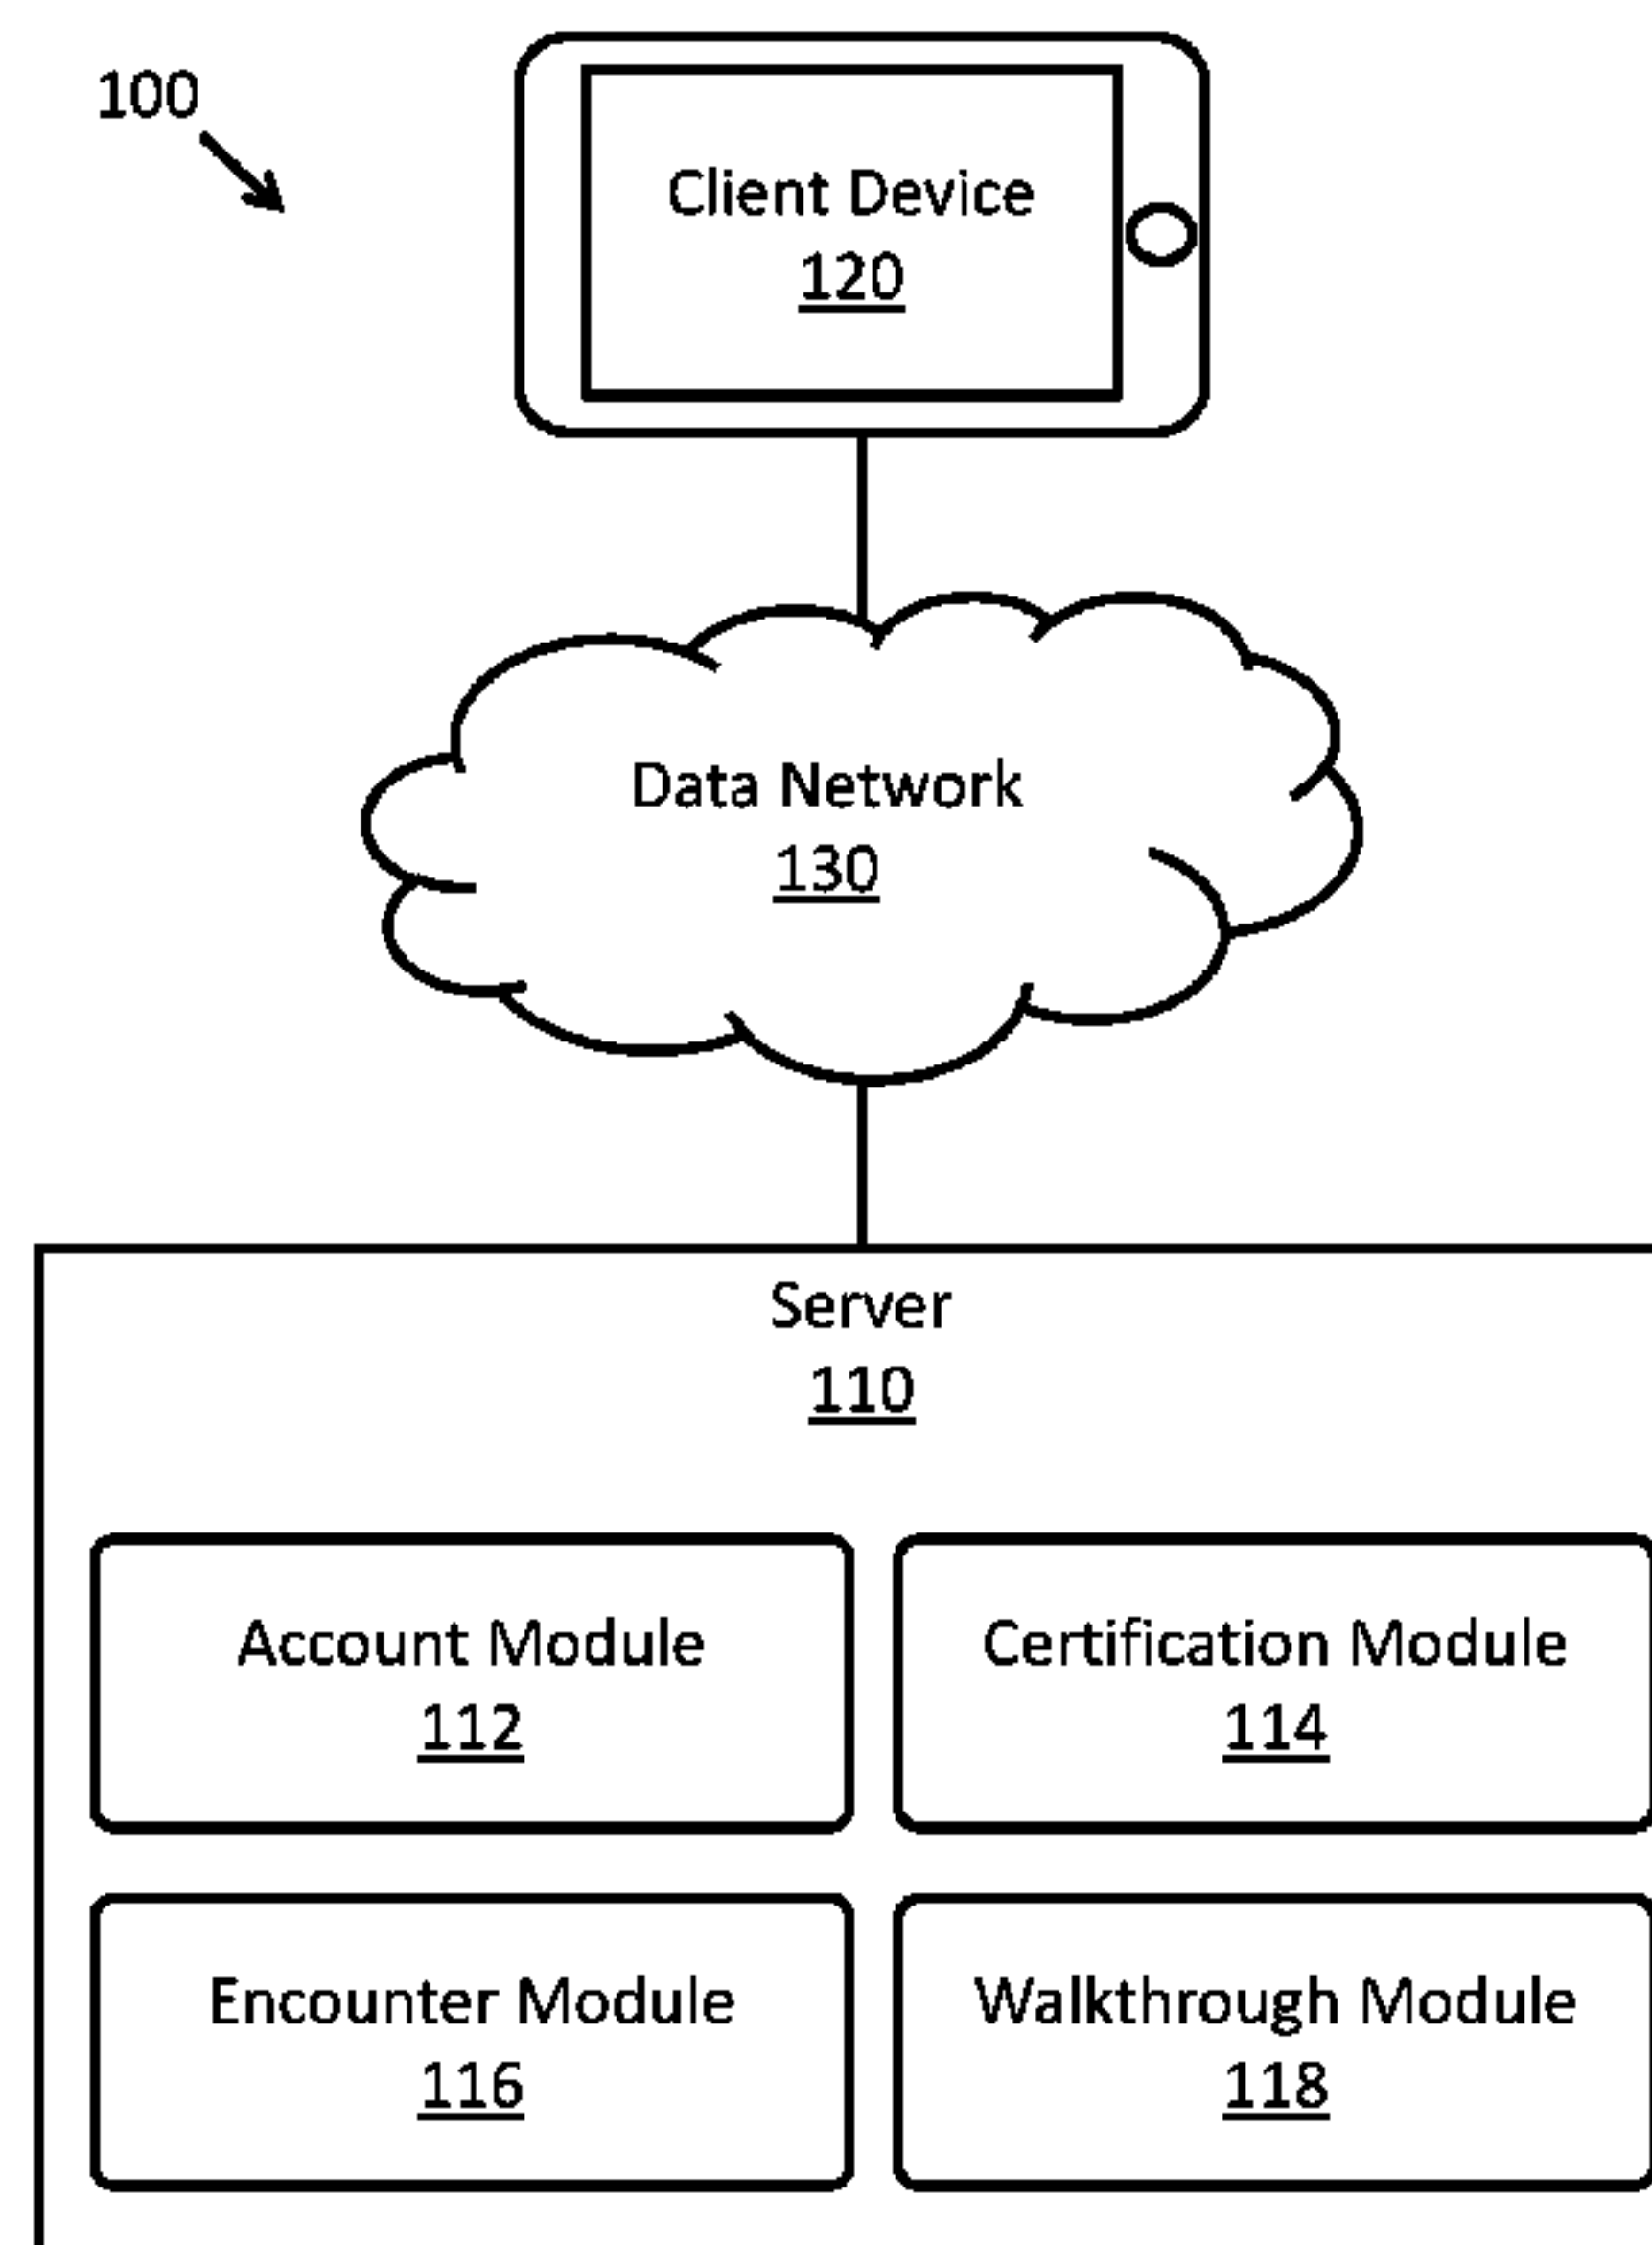 100
Client Device
120
Data Network
130
Server
110
Account Module
112
Certification Module
114
Encounter Module
116
Walkthrough Module
118